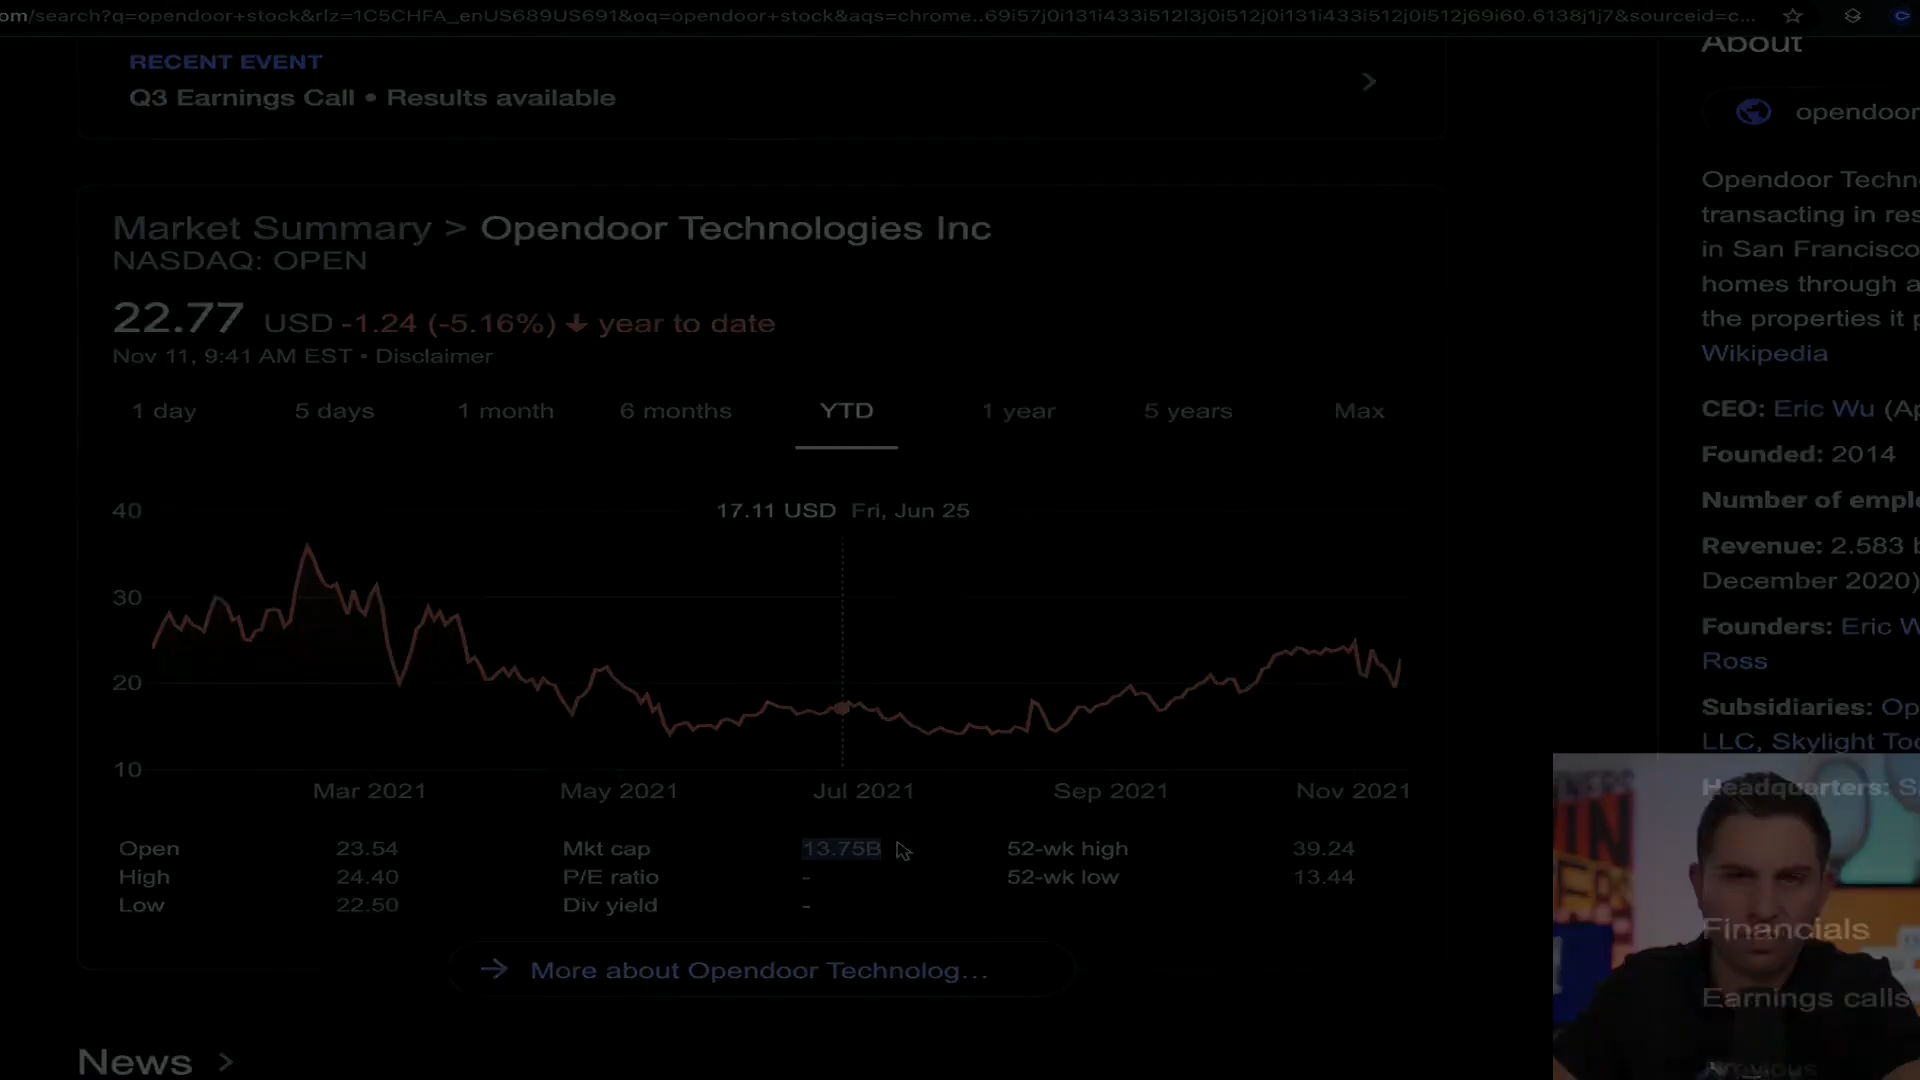 om/search?q=opendoor+stock&rlz=1C5CHFA_enUS689US691&oq=opendoor+stock&aqs=chrome..69i57j0i131i433i512l3j0i512j0i131i433i512j0i512j69i60.6138j1j7&sourceid=c...
RECENT EVENT
Q3 Earnings Call • Results available
Market Summary > Opendoor Technologies Inc
NASDAQ: OPEN
22.77 USD -1.24 (-5.16%) ↓ year to date
Nov 11, 9:41 AM EST • Disclaimer
1 day 5 days 1 month 6 months YTD 1 year 5 years Max
17.11 USD Fri, Jun 25
40
30
20
10
Mar 2021 May 2021 Jul 2021 Sep 2021 Nov 2021
Open 23.54 Mkt cap 13.75B 52-wk high 39.24
High 24.40 P/E ratio - 52-wk low 13.44
Low 22.50 Div yield -
→ More about Opendoor Technolog...
News >
About
opendoor
Opendoor Techn
transacting in res
in San Francisco
homes through a
the properties it p
Wikipedia
CEO: Eric Wu (Ap
Founded: 2014
Number of emplo
Revenue: 2.583 b
December 2020)
Founders: Eric W
Ross
Subsidiaries: Op
LLC, Skylight Too
Headquarters: S
Financials
Earnings calls